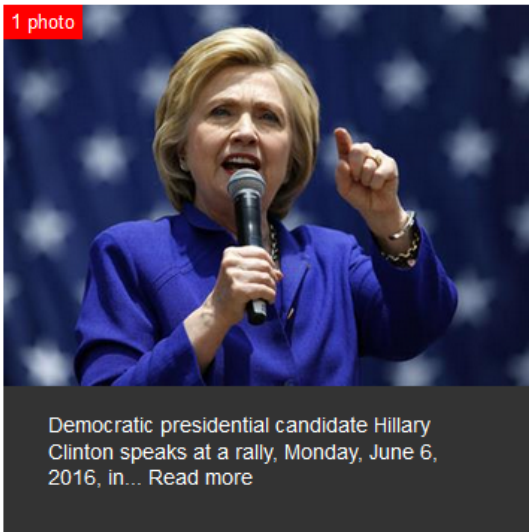 1 photo
Democratic presidential candidate Hillary
Clinton speaks at a rally, Monday, June 6,
2016, in... Read more